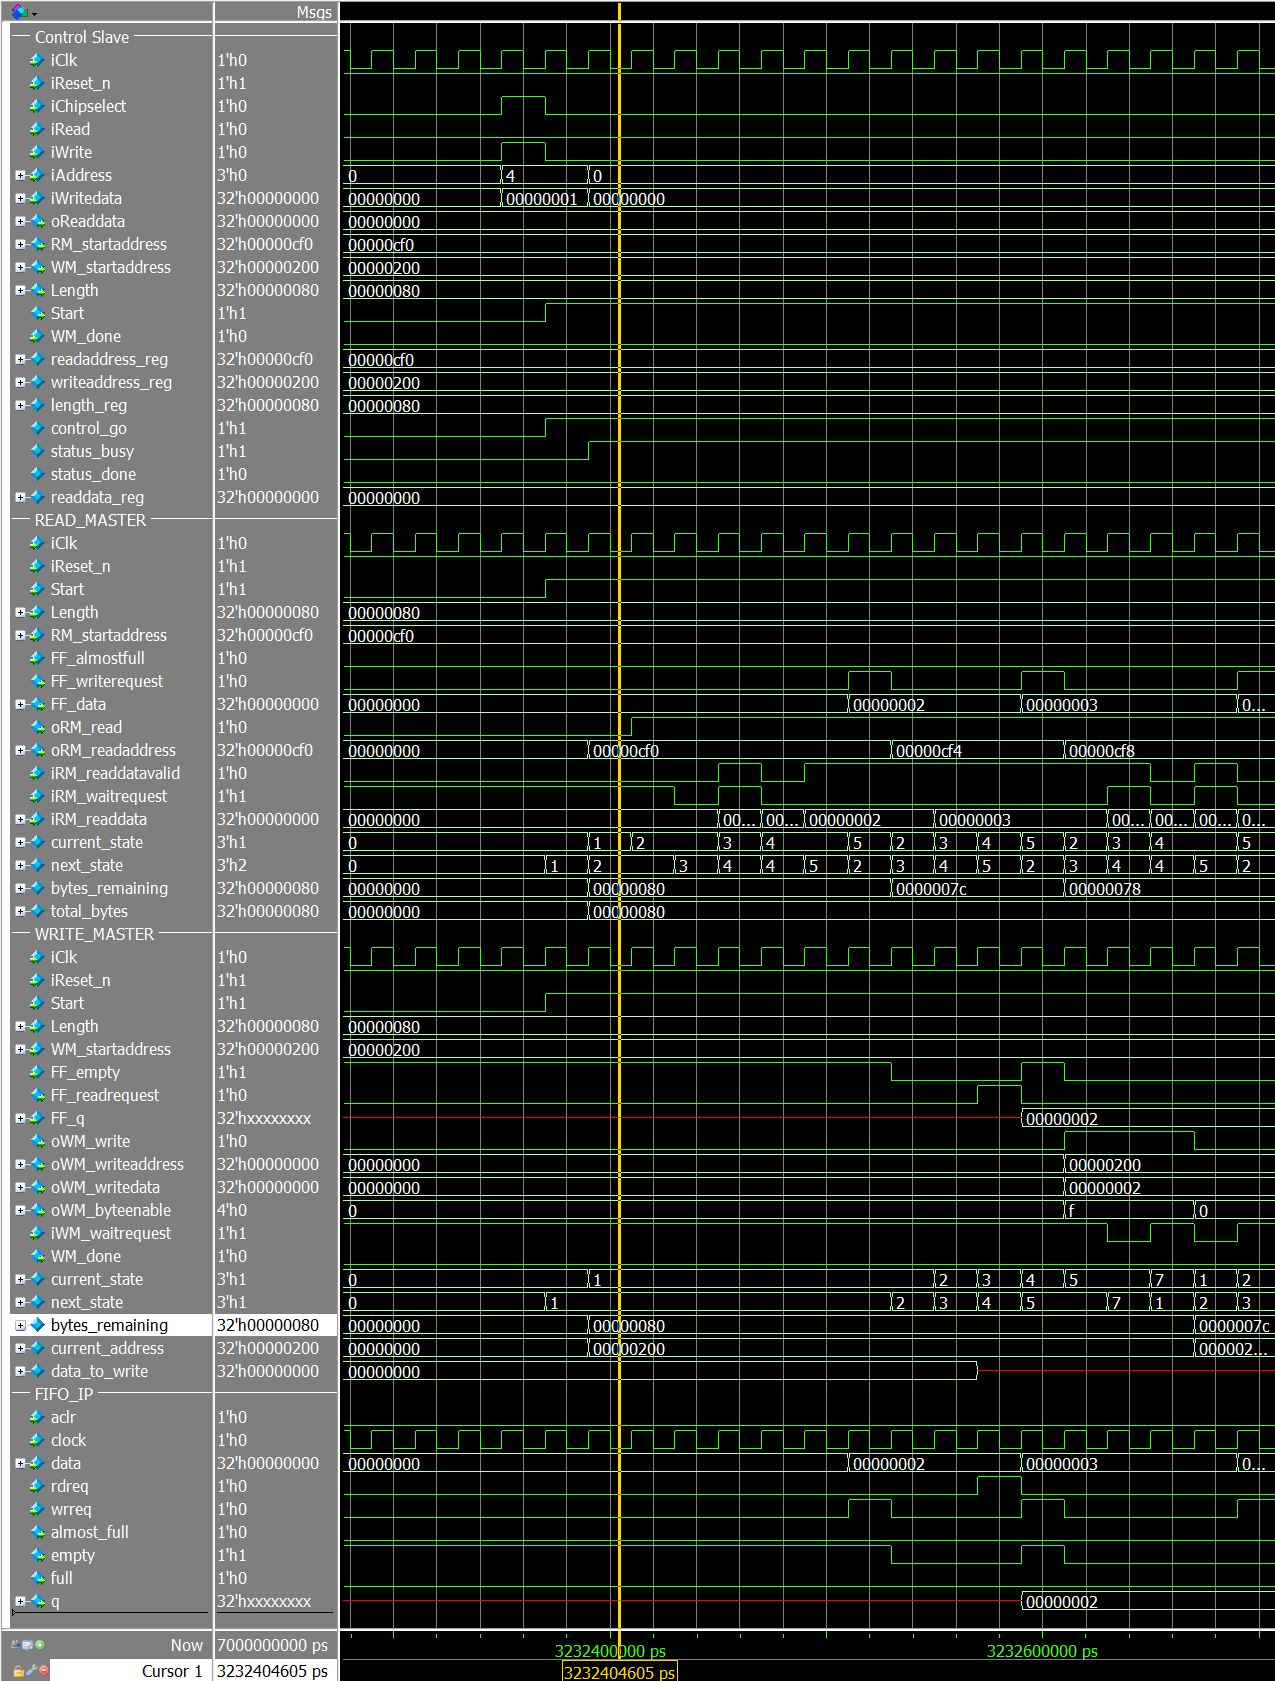 Msgs
Control Slave
iClk 1'h0
iReset_n 1'h1
iChipselect 1'h0
iRead 1'h0
iWrite 1'h0
iAddress 3'h0 0 4 0
iWritedata 32'h00000000 00000000 00000001 00000000
oReaddata 32'h00000000 00000000
RM_startaddress 32'h00000cf0 00000cf0
WM_startaddress 32'h00000200 00000200
Length 32'h00000080 00000080
Start 1'h1
WM_done 1'h0
readaddress_reg 32'h00000cf0 00000cf0
writeaddress_reg 32'h00000200 00000200
length_reg 32'h00000080 00000080
control_go 1'h1
status_busy 1'h1
status_done 1'h0
readdata_reg 32'h00000000 00000000
READ_MASTER
iClk 1'h0
iReset_n 1'h1
Start 1'h1
Length 32'h00000080 00000080
RM_startaddress 32'h00000cf0 00000cf0
FF_almostfull 1'h0
FF_writerequest 1'h0
FF_data 32'h00000000 00000000 00000002 00000003 0...
oRM_read 1'h0
oRM_readaddress 32'h00000cf0 00000000 00000cf0 00000cf4 00000cf8
iRM_readdatavalid 1'h0
iRM_waitrequest 1'h1
iRM_readdata 32'h00000000 00000000 00... 00... 00000002 00000003 00... 00... 00... 0...
current_state 3'h1 0 1 2 3 4 5 2 3 4 5 2 3 4 5
next_state 3'h2 0 1 2 3 4 4 5 2 3 4 5 2 3 4 4 5 2
bytes_remaining 32'h00000080 00000000 00000080 0000007c 00000078
total_bytes 32'h00000080 00000000 00000080
WRITE_MASTER
iClk 1'h0
iReset_n 1'h1
Start 1'h1
Length 32'h00000080 00000080
WM_startaddress 32'h00000200 00000200
FF_empty 1'h1
FF_readrequest 1'h0
FF_q 32'hxxxxxxxx 00000002
oWM_write 1'h0
oWM_writeaddress 32'h00000000 00000000 00000200
oWM_writedata 32'h00000000 00000000 00000002
oWM_byteenable 4'h0 0 f 0
iWM_waitrequest 1'h1
WM_done 1'h0
current_state 3'h1 0 1 2 3 4 5 7 1 2
next_state 3'h1 0 1 2 3 4 5 7 1 2 3
bytes_remaining 32'h00000080 00000000 00000080 0000007c
current_address 32'h00000200 00000000 00000200 000002...
data_to_write 32'h00000000 00000000
FIFO_IP
aclr 1'h0
clock 1'h0
data 32'h00000000 00000000 00000002 00000003 0...
rdreq 1'h0
wrreq 1'h0
almost_full 1'h0
empty 1'h1
full 1'h0
q 32'hxxxxxxxx 00000002
Now 7000000000 ps 3232400000 ps 3232600000 ps
Cursor 1 3232404605 ps 3232404605 ps